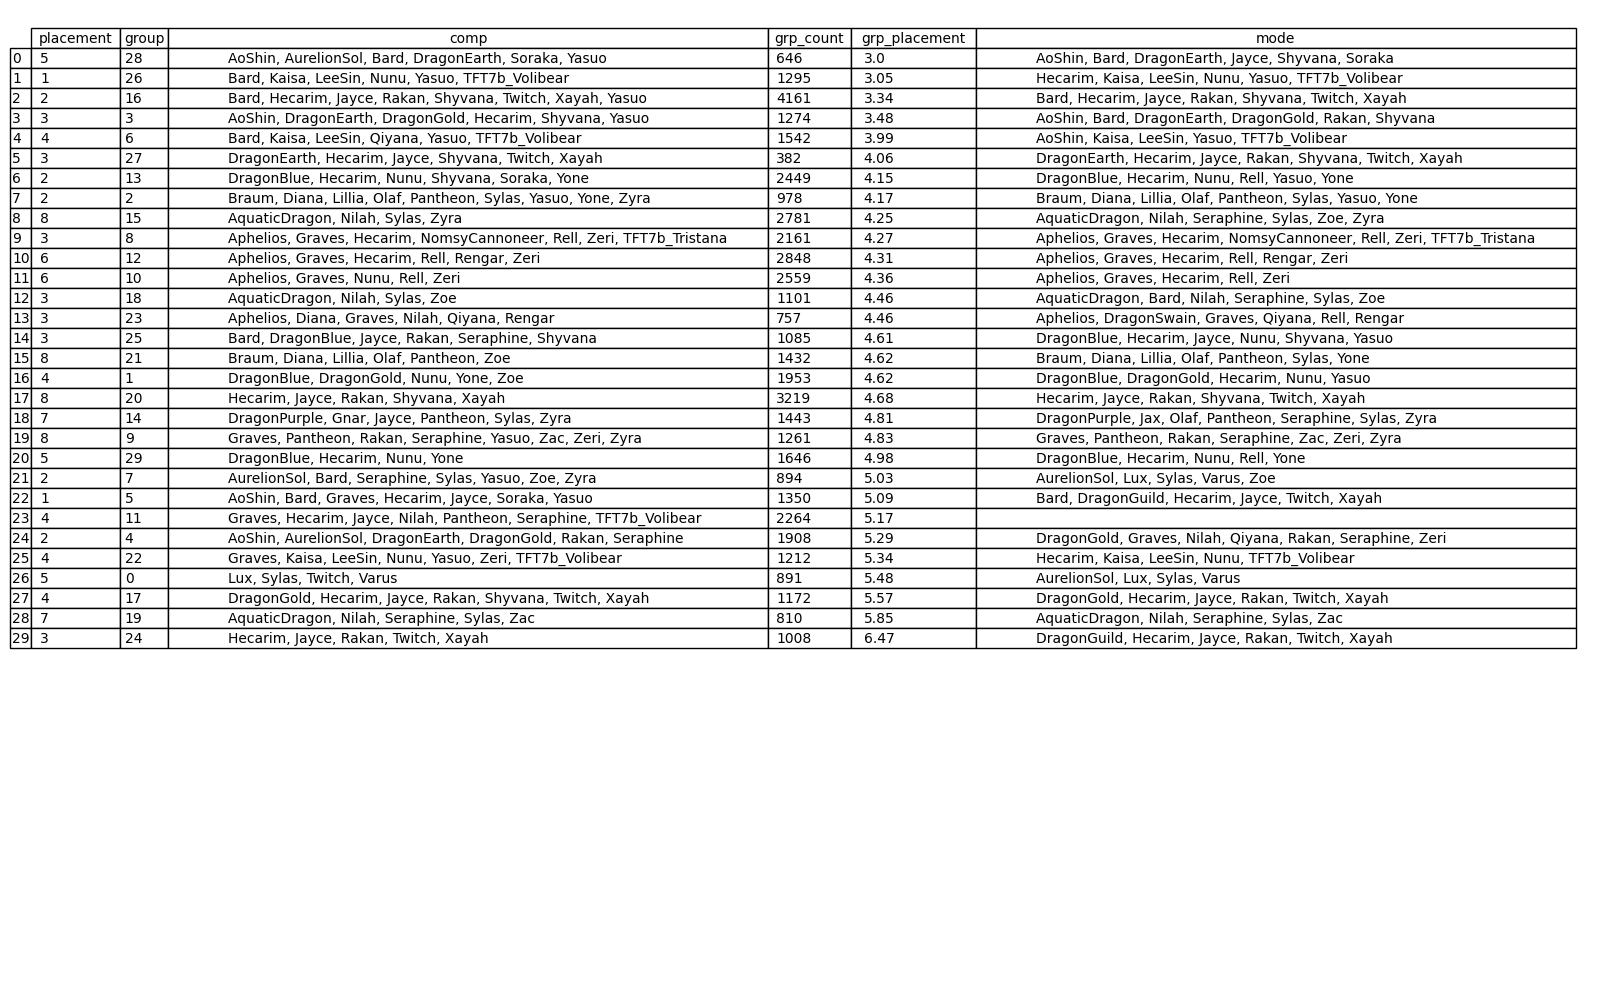 placement group comp grp_count grp_placement mode
0 5 28 AoShin, AurelionSol, Bard, DragonEarth, Soraka, Yasuo 646 3.0 AoShin, Bard, DragonEarth, Jayce, Shyvana, Soraka
1 1 26 Bard, Kaisa, LeeSin, Nunu, Yasuo, TFT7b_Volibear 1295 3.05 Hecarim, Kaisa, LeeSin, Nunu, Yasuo, TFT7b_Volibear
2 2 16 Bard, Hecarim, Jayce, Rakan, Shyvana, Twitch, Xayah, Yasuo 4161 3.34 Bard, Hecarim, Jayce, Rakan, Shyvana, Twitch, Xayah
3 3 3 AoShin, DragonEarth, DragonGold, Hecarim, Shyvana, Yasuo 1274 3.48 AoShin, Bard, DragonEarth, DragonGold, Rakan, Shyvana
4 4 6 Bard, Kaisa, LeeSin, Qiyana, Yasuo, TFT7b_Volibear 1542 3.99 AoShin, Kaisa, LeeSin, Yasuo, TFT7b_Volibear
5 3 27 DragonEarth, Hecarim, Jayce, Shyvana, Twitch, Xayah 382 4.06 DragonEarth, Hecarim, Jayce, Rakan, Shyvana, Twitch, Xayah
6 2 13 DragonBlue, Hecarim, Nunu, Shyvana, Soraka, Yone 2449 4.15 DragonBlue, Hecarim, Nunu, Rell, Yasuo, Yone
7 2 2 Braum, Diana, Lillia, Olaf, Pantheon, Sylas, Yasuo, Yone, Zyra 978 4.17 Braum, Diana, Lillia, Olaf, Pantheon, Sylas, Yasuo, Yone
8 8 15 AquaticDragon, Nilah, Sylas, Zyra 2781 4.25 AquaticDragon, Nilah, Seraphine, Sylas, Zoe, Zyra
9 3 8 Aphelios, Graves, Hecarim, NomsyCannoneer, Rell, Zeri, TFT7b_Tristana 2161 4.27 Aphelios, Graves, Hecarim, NomsyCannoneer, Rell, Zeri, TFT7b_Tristana
10 6 12 Aphelios, Graves, Hecarim, Rell, Rengar, Zeri 2848 4.31 Aphelios, Graves, Hecarim, Rell, Rengar, Zeri
11 6 10 Aphelios, Graves, Nunu, Rell, Zeri 2559 4.36 Aphelios, Graves, Hecarim, Rell, Zeri
12 3 18 AquaticDragon, Nilah, Sylas, Zoe 1101 4.46 AquaticDragon, Bard, Nilah, Seraphine, Sylas, Zoe
13 3 23 Aphelios, Diana, Graves, Nilah, Qiyana, Rengar 757 4.46 Aphelios, DragonSwain, Graves, Qiyana, Rell, Rengar
14 3 25 Bard, DragonBlue, Jayce, Rakan, Seraphine, Shyvana 1085 4.61 DragonBlue, Hecarim, Jayce, Nunu, Shyvana, Yasuo
15 8 21 Braum, Diana, Lillia, Olaf, Pantheon, Zoe 1432 4.62 Braum, Diana, Lillia, Olaf, Pantheon, Sylas, Yone
16 4 1 DragonBlue, DragonGold, Nunu, Yone, Zoe 1953 4.62 DragonBlue, DragonGold, Hecarim, Nunu, Yasuo
17 8 20 Hecarim, Jayce, Rakan, Shyvana, Xayah 3219 4.68 Hecarim, Jayce, Rakan, Shyvana, Twitch, Xayah
18 7 14 DragonPurple, Gnar, Jayce, Pantheon, Sylas, Zyra 1443 4.81 DragonPurple, Jax, Olaf, Pantheon, Seraphine, Sylas, Zyra
19 8 9 Graves, Pantheon, Rakan, Seraphine, Yasuo, Zac, Zeri, Zyra 1261 4.83 Graves, Pantheon, Rakan, Seraphine, Zac, Zeri, Zyra
20 5 29 DragonBlue, Hecarim, Nunu, Yone 1646 4.98 DragonBlue, Hecarim, Nunu, Rell, Yone
21 2 7 AurelionSol, Bard, Seraphine, Sylas, Yasuo, Zoe, Zyra 894 5.03 AurelionSol, Lux, Sylas, Varus, Zoe
22 1 5 AoShin, Bard, Graves, Hecarim, Jayce, Soraka, Yasuo 1350 5.09 Bard, DragonGuild, Hecarim, Jayce, Twitch, Xayah
23 4 11 Graves, Hecarim, Jayce, Nilah, Pantheon, Seraphine, TFT7b_Volibear 2264 5.17
24 2 4 AoShin, AurelionSol, DragonEarth, DragonGold, Rakan, Seraphine 1908 5.29 DragonGold, Graves, Nilah, Qiyana, Rakan, Seraphine, Zeri
25 4 22 Graves, Kaisa, LeeSin, Nunu, Yasuo, Zeri, TFT7b_Volibear 1212 5.34 Hecarim, Kaisa, LeeSin, Nunu, TFT7b_Volibear
26 5 0 Lux, Sylas, Twitch, Varus 891 5.48 AurelionSol, Lux, Sylas, Varus
27 4 17 DragonGold, Hecarim, Jayce, Rakan, Shyvana, Twitch, Xayah 1172 5.57 DragonGold, Hecarim, Jayce, Rakan, Twitch, Xayah
28 7 19 AquaticDragon, Nilah, Seraphine, Sylas, Zac 810 5.85 AquaticDragon, Nilah, Seraphine, Sylas, Zac
29 3 24 Hecarim, Jayce, Rakan, Twitch, Xayah 1008 6.47 DragonGuild, Hecarim, Jayce, Rakan, Twitch, Xayah